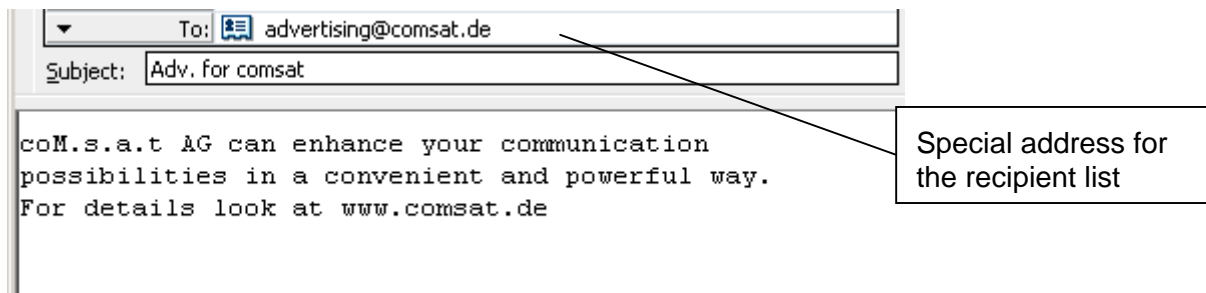 To: advertising@comsat.de
Subject: Adv. for comsat
coM.s.a.t AG can enhance your communication
possibilities in a convenient and powerful way.
For details look at www.comsat.de
Special address for
the recipient list